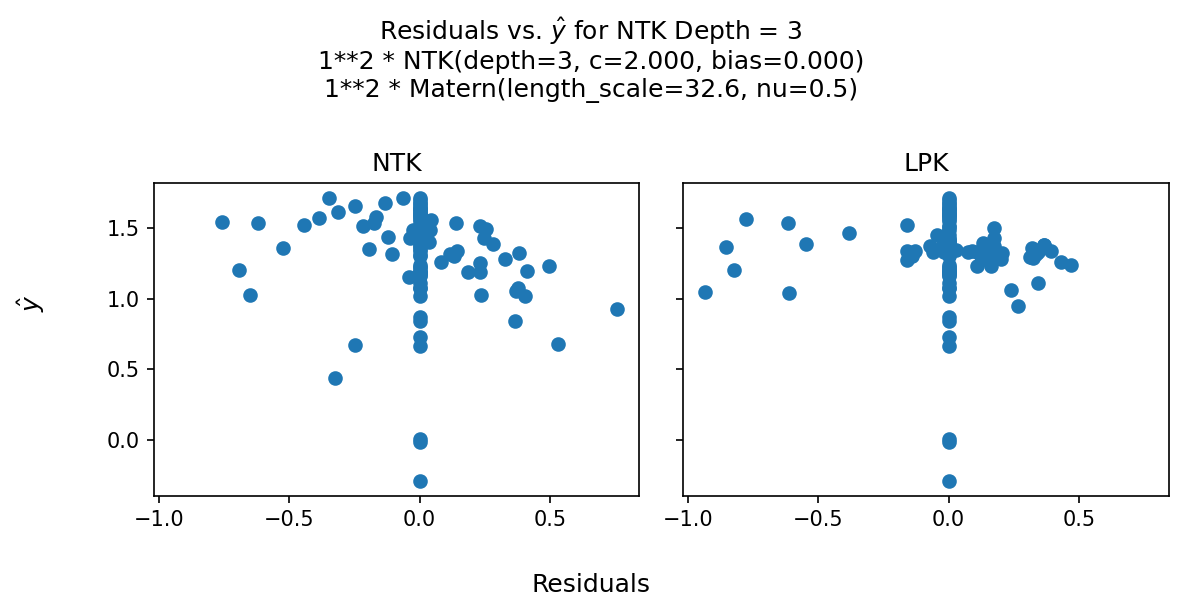 Residuals vs. ŷ for NTK Depth = 3
1**2 * NTK(depth=3, c=2.000, bias=0.000)
1**2 * Matern(length_scale=32.6, nu=0.5)
NTK
LPK
1.5
1.0
0.5
0.0
ŷ
−1.0
−0.5
0.0
0.5
−1.0
−0.5
0.0
0.5
Residuals